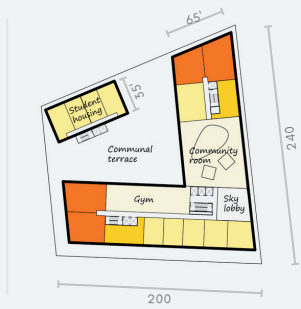 65'
Student
housing
35'
240
Communal
terrace
Community
room
Gym
Sky
lobby
200